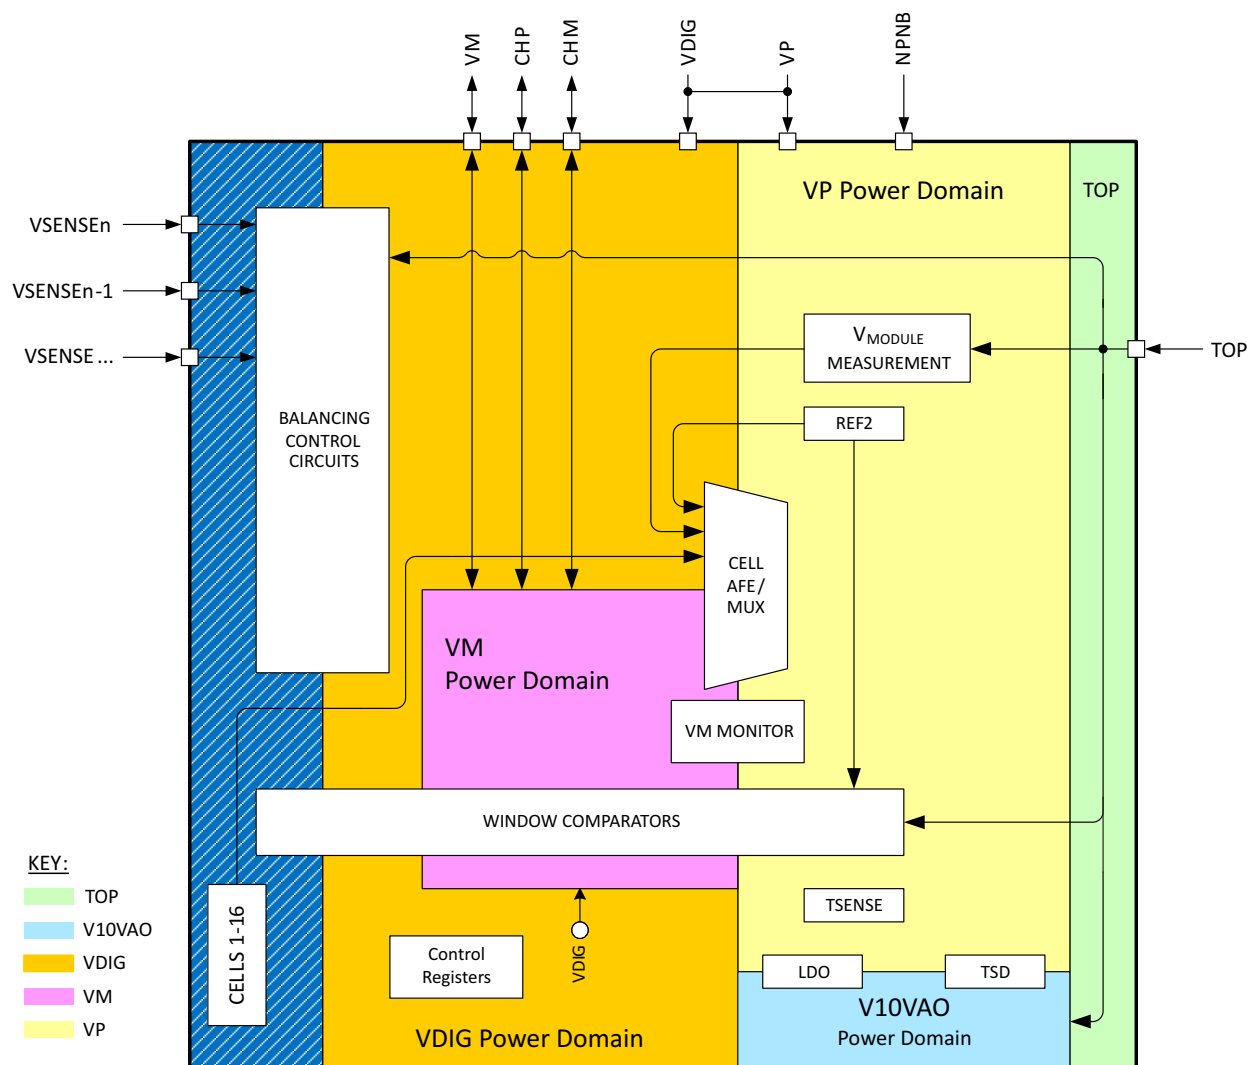 VM
CHP
CHM
VDIG
VP
NPNB
VP Power Domain
TOP
VSENSEn
VSENSEn-1
VSENSE...
BALANCING
CONTROL
CIRCUITS
VMODULE
MEASUREMENT
TOP
REF2
CELL
AFE/
MUX
VM
Power Domain
VM MONITOR
WINDOW COMPARATORS
KEY:
TOP
V10VAO
VDIG
VM
VP
CELLS 1-16
Control
Registers
VDIG
TSENSE
LDO
TSD
V10VAO
Power Domain
VDIG Power Domain